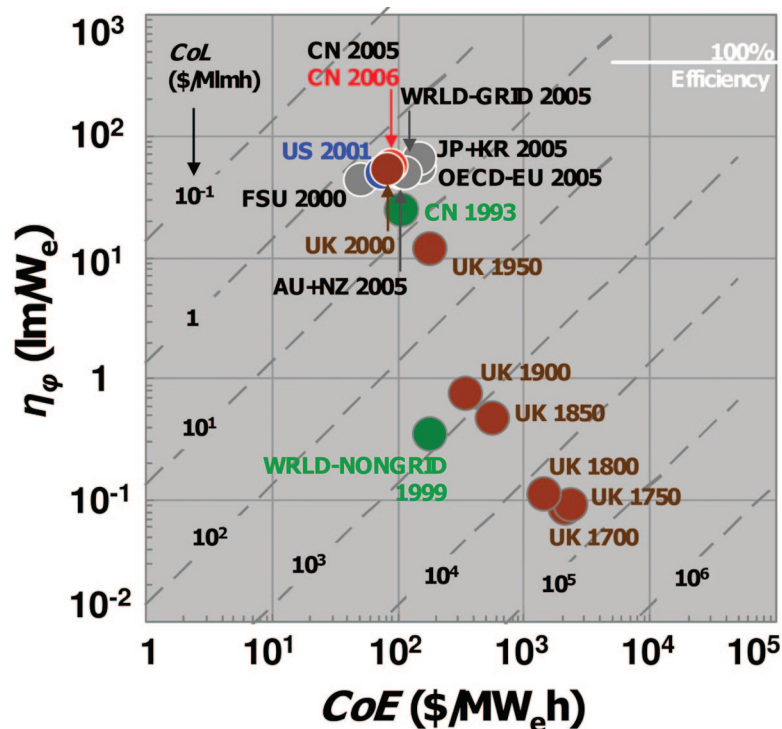 10³
10²
10¹
1
10⁻¹
10⁻²
ηφ (lm/Wₑ)
CoL
($/Mlmh)
CN 2005
CN 2006
WRLD-GRID 2005
100%
Efficiency
US 2001
JP+KR 2005
OECD-EU 2005
FSU 2000
CN 1993
UK 2000
UK 1950
AU+NZ 2005
10⁻¹
1
10¹
10²
10³
10⁴
10⁵
10⁶
UK 1900
UK 1850
WRLD-NONGRID
1999
UK 1800
UK 1750
UK 1700
1
10¹
10²
10³
10⁴
10⁵
CoE ($/MWₑh)